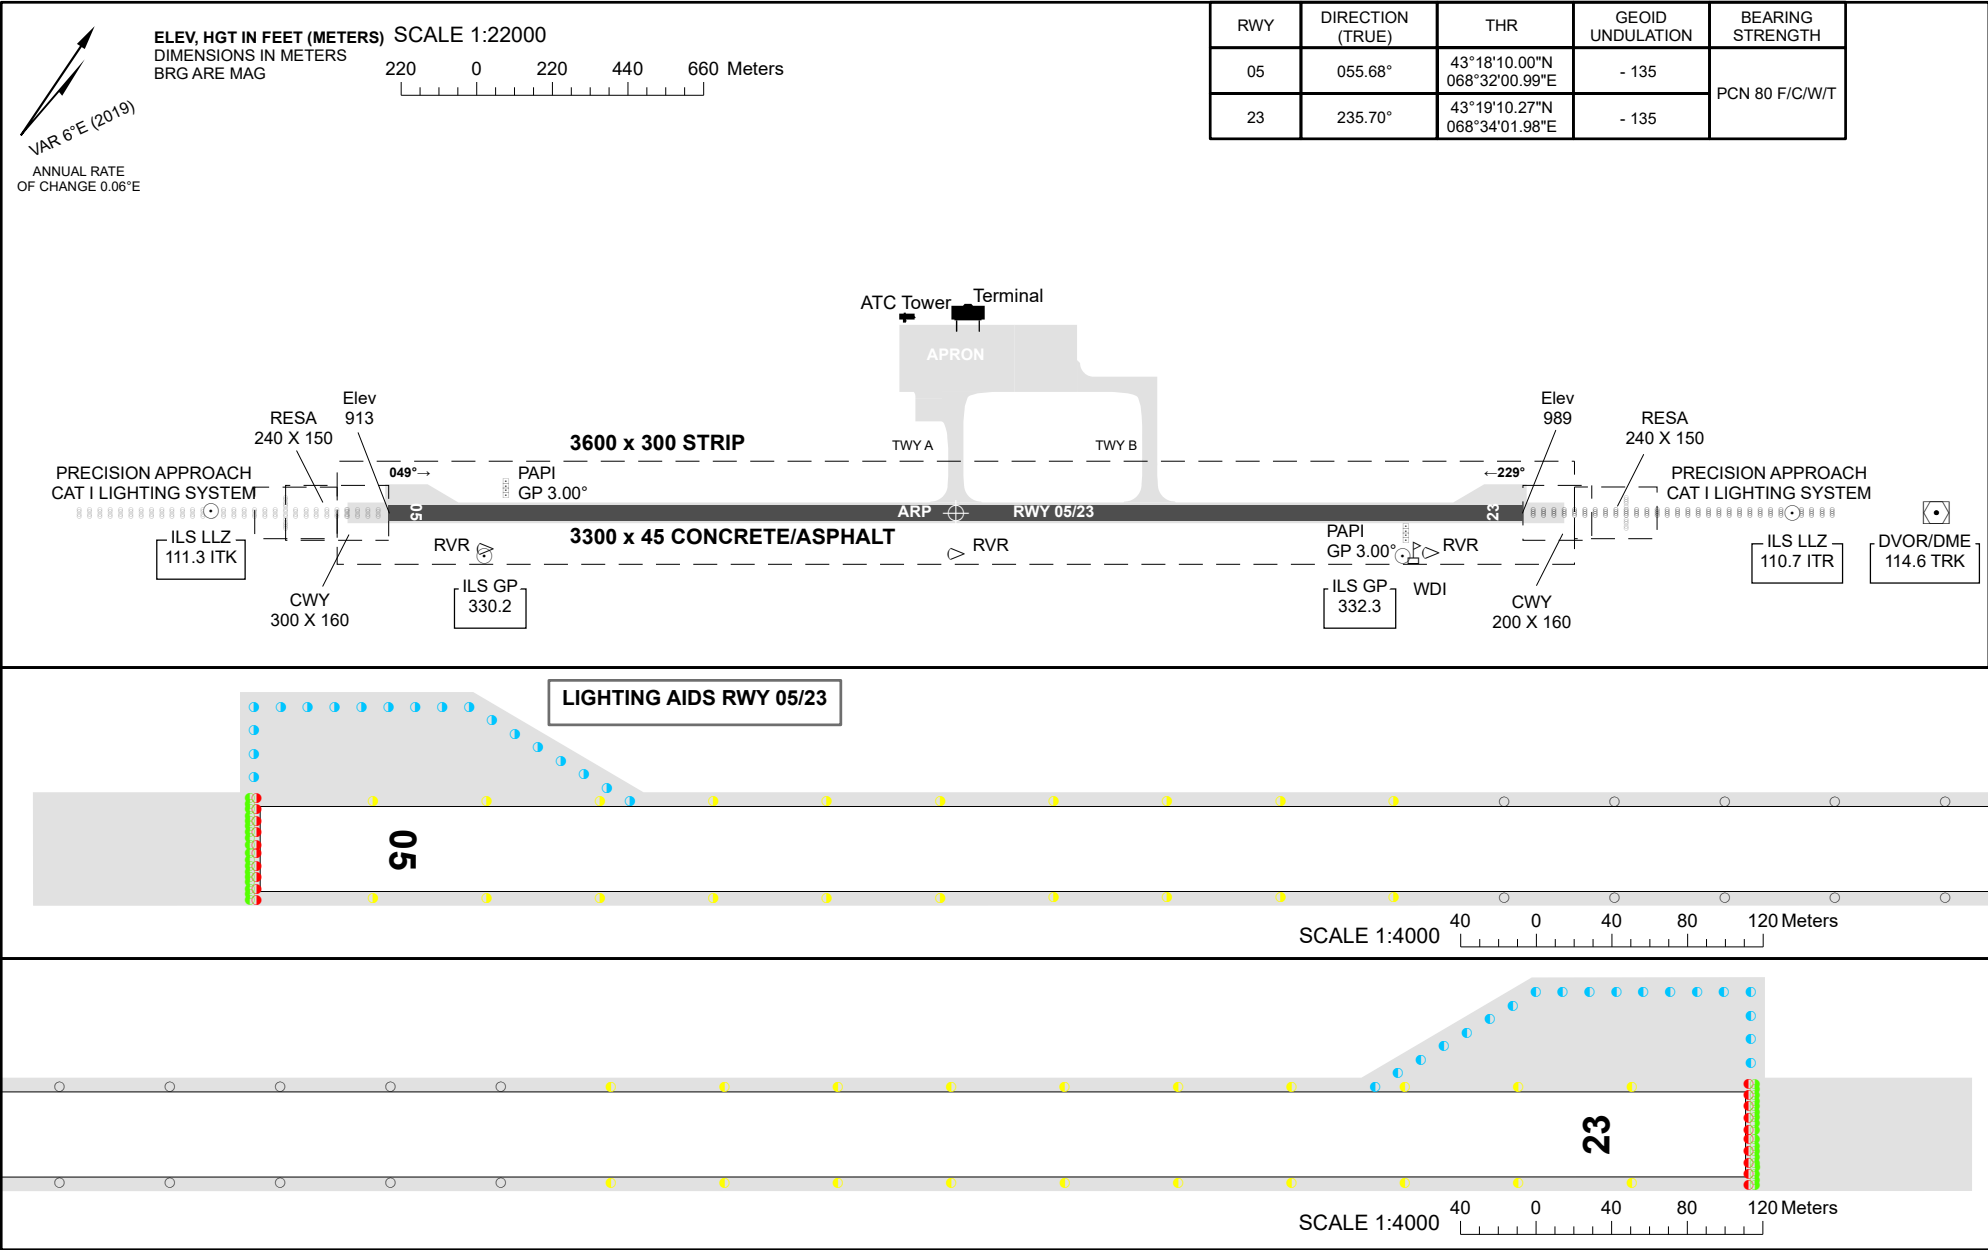 ELEV, HGT IN FEET (METERS) SCALE 1:22000
DIMENSIONS IN METERS
BRG ARE MAG
220 0 220 440 660 Meters
VAR 6°E (2019)
ANNUAL RATE
OF CHANGE 0.06°E
RWY DIRECTION (TRUE) THR GEOID UNDULATION BEARING STRENGTH
05 055.68° 43°18'10.00"N 068°32'00.99"E - 135 PCN 80 F/C/W/T
23 235.70° 43°19'10.27"N 068°34'01.98"E - 135
ATC Tower Terminal
APRON
Elev
913
Elev
989
RESA
240 X 150
RESA
240 X 150
3600 x 300 STRIP
TWY A TWY B
PRECISION APPROACH
CAT I LIGHTING SYSTEM
049°→
PAPI
GP 3.00°
←229°
PRECISION APPROACH
CAT I LIGHTING SYSTEM
05 ARP RWY 05/23 23
3300 x 45 CONCRETE/ASPHALT
ILS LLZ
111.3 ITK
RVR
RVR
PAPI
GP 3.00°
RVR
ILS LLZ
110.7 ITR
DVOR/DME
114.6 TRK
CWY
300 X 160
ILS GP
330.2
ILS GP
332.3
WDI
CWY
200 X 160
LIGHTING AIDS RWY 05/23
05
SCALE 1:4000
40 0 40 80 120 Meters
23
SCALE 1:4000
40 0 40 80 120 Meters